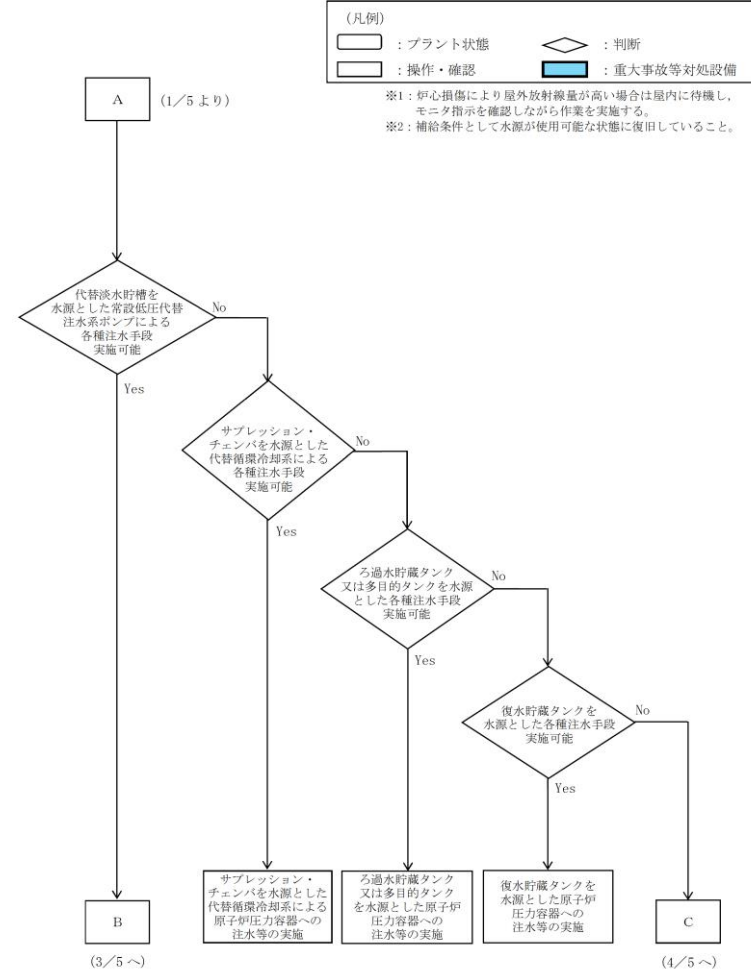 (凡例)
:プラント状態
:判断
:操作・確認
:重大事故等対処設備
※1:炉心損傷により屋外放射線量が高い場合は屋内に待機し,
モニタ指示を確認しながら作業を実施する。
※2:補給条件として水源が使用可能な状態に復旧していること。
A
(1/5 より)
代替淡水貯槽を
水源とした常設低圧代替
注水系ポンプによる
各種注水手段
実施可能
No
Yes
サプレッション・
チェンバを水源とした
代替循環冷却系による
各種注水手段
実施可能
No
Yes
ろ過水貯蔵タンク
又は多目的タンクを水源
とした各種注水手段
実施可能
No
Yes
復水貯蔵タンクを
水源とした各種注水手段
実施可能
No
Yes
B
(3/5 へ)
サプレッション・
チェンバを水源とした
代替循環冷却系による
原子炉圧力容器への
注水等の実施
ろ過水貯蔵タンク
又は多目的タンク
を水源とした原子炉
圧力容器への
注水等の実施
復水貯蔵タンクを
水源とした原子炉
圧力容器への
注水等の実施
C
(4/5 へ)